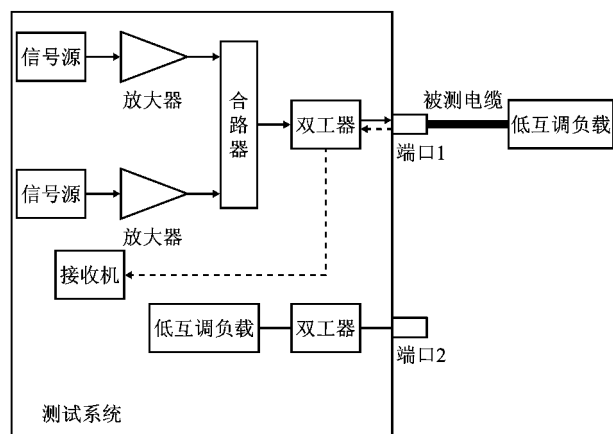 信号源
放大器
合路器
双工器
端口1
被测电缆
低互调负载
信号源
放大器
接收机
低互调负载
双工器
端口2
测试系统